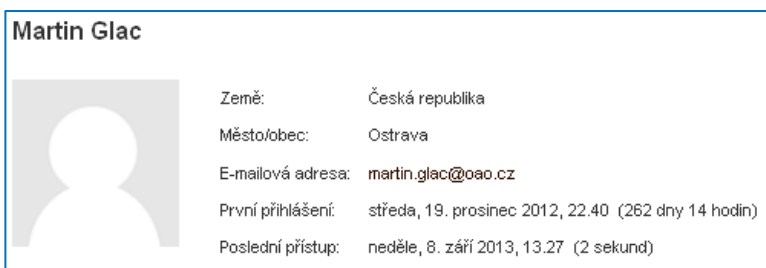 Martin Glac
Země: Česká republika
Město/obec: Ostrava
E-mailová adresa: martin.glac@oao.cz
První přihlášení: středa, 19. prosinec 2012, 22.40 (262 dny 14 hodin)
Poslední přístup: neděle, 8. září 2013, 13.27 (2 sekund)